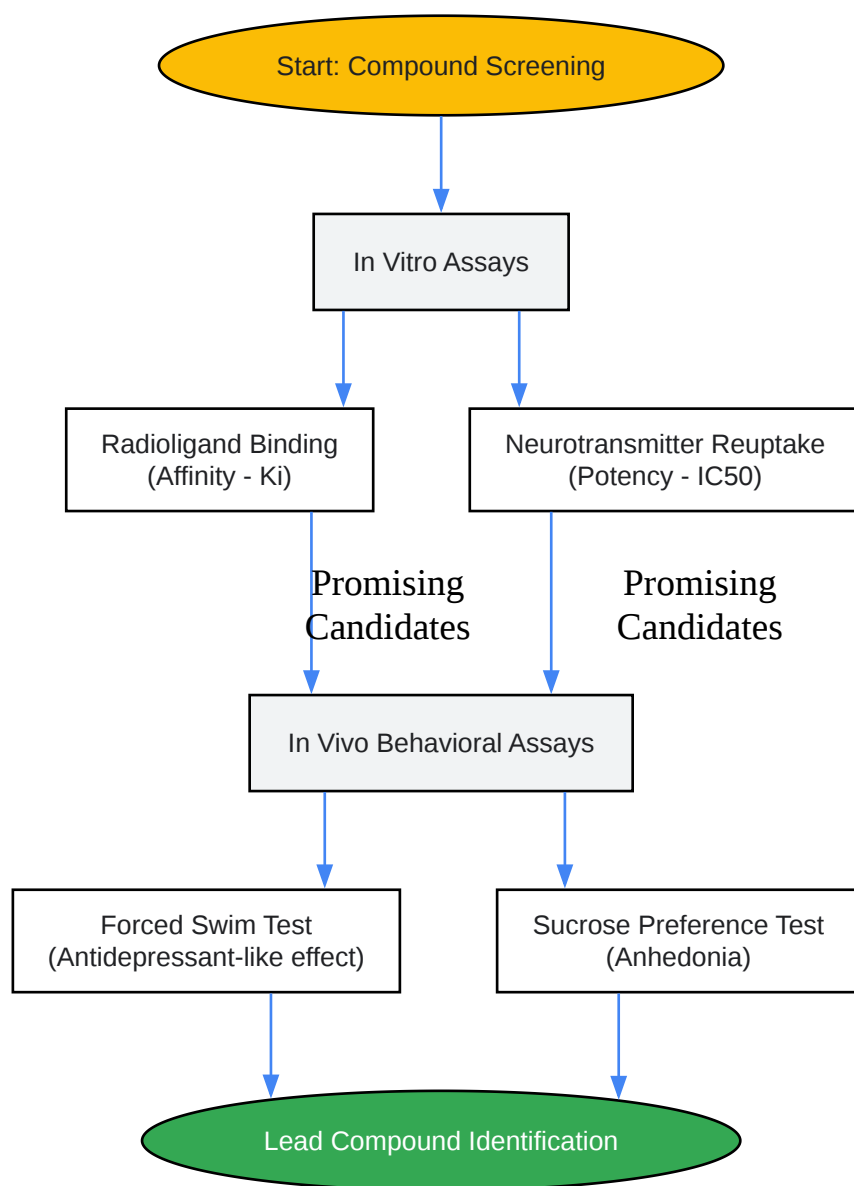 Start: Compound Screening
In Vitro Assays
Radioligand Binding
(Affinity - Ki)
Neurotransmitter Reuptake
(Potency - IC50)
Promising
Candidates
Promising
Candidates
In Vivo Behavioral Assays
Forced Swim Test
(Antidepressant-like effect)
Sucrose Preference Test
(Anhedonia)
Lead Compound Identification